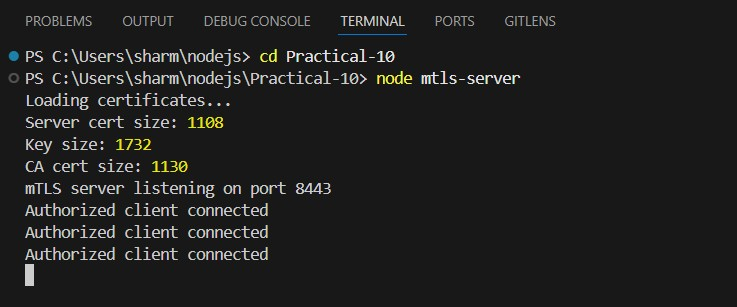 PROBLEMS OUTPUT DEBUG CONSOLE TERMINAL PORTS GITLENS
PS C:\Users\sharm\nodejs> cd Practical-10
PS C:\Users\sharm\nodejs\Practical-10> node mtls-server
Loading certificates...
Server cert size: 1108
Key size: 1732
CA cert size: 1130
mTLS server listening on port 8443
Authorized client connected
Authorized client connected
Authorized client connected